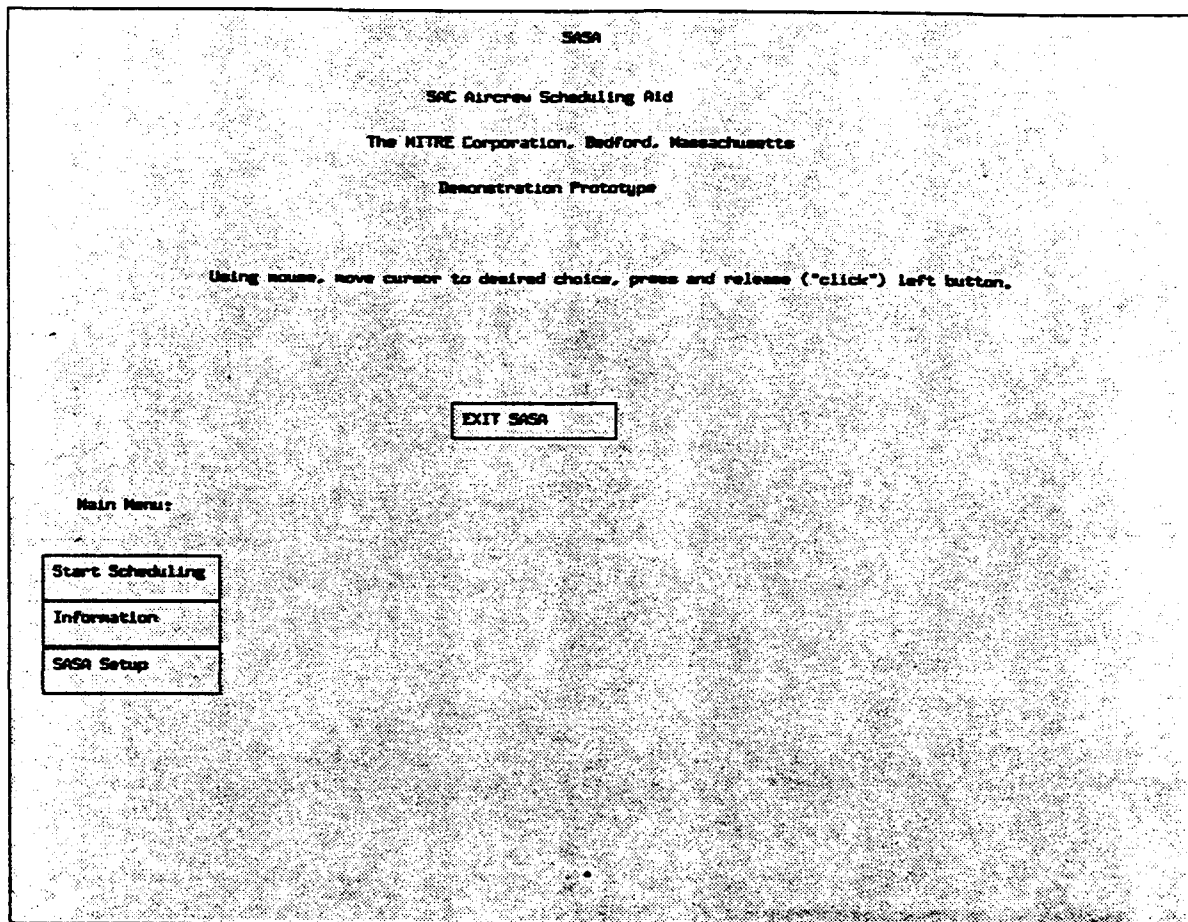 SASA
SAC Aircrew Scheduling Aid
The MITRE Corporation, Bedford, Massachusetts
Demonstration Prototype
Using mouse, move cursor to desired choice, press and release ("click") left button.
EXIT SASA
Main Menu:
Start Scheduling
Information
SASA Setup